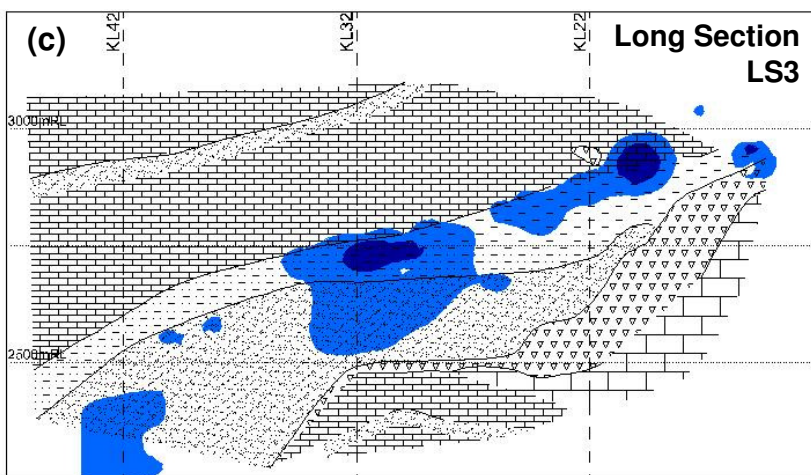 (c)
KL42
KL32
KL22
Long Section
LS3
3000mRL
2500mRL